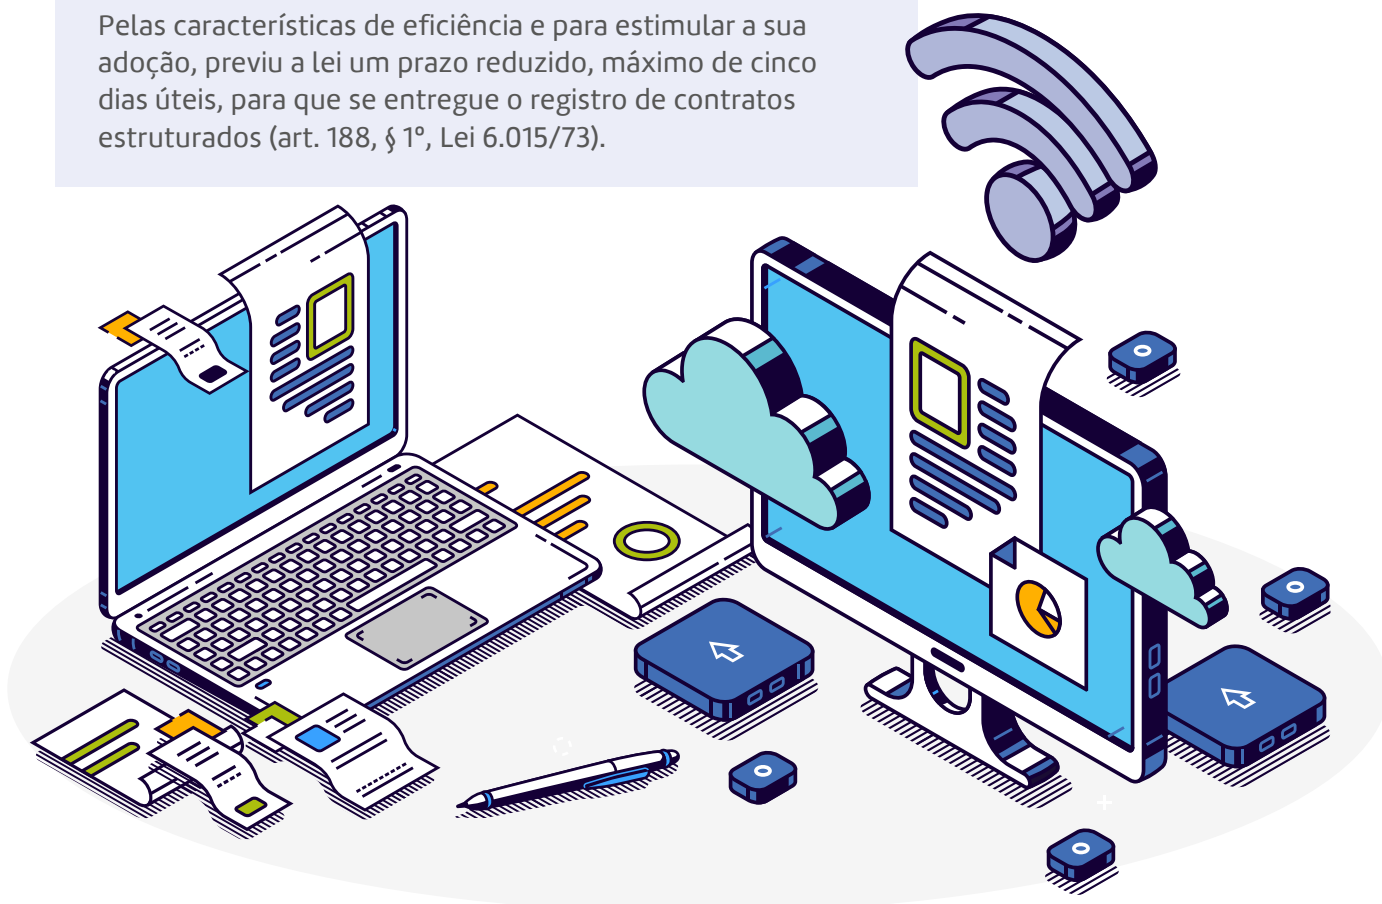 Pelas características de eficiência e para estimular a sua
adoção, previu a lei um prazo reduzido, máximo de cinco
dias úteis, para que se entregue o registro de contratos
estruturados (art. 188, § 1º, Lei 6.015/73).